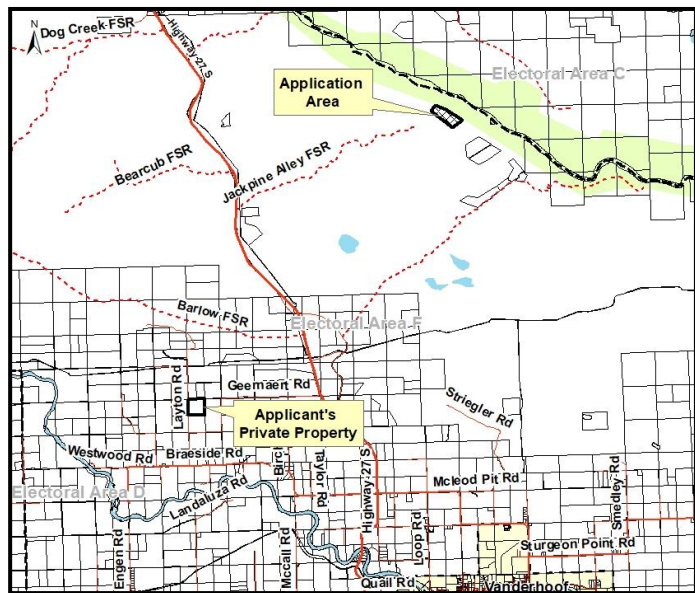 Dog Creek FSR
N
Highway-27 S
Electoral Area C
Application
Area
Bearcub FSR
Jackpine Alley FSR
Barlow FSR
Electoral Area F
Geernaert Rd
Layton Rd
Applicant's
Private Property
Striegler Rd
Westwood Rd
Braeside Rd
Birch
Taylor Rd
Highway-27 S
Mcleod Pit Rd
Smedley Rd
Electoral Area D
Landaluza Rd
Engen Rd
Mccall Rd
Loop Rd
Sturgeon Point Rd
Quail Rd
Vanderhoof